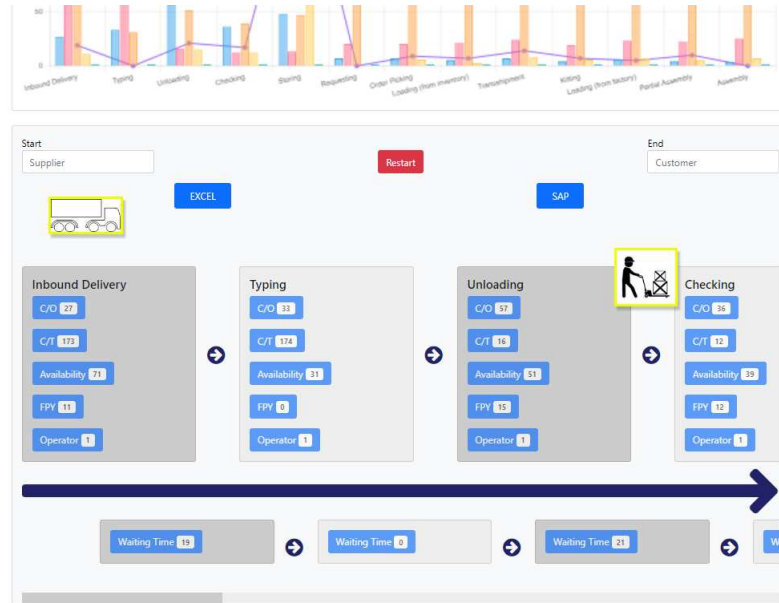 50
0
Inbound Delivery
Typing
Unloading
Checking
Storing
Requesting
Order Picking
Loading (from inventory)
Transshipment
Kitting
Loading (from factory)
Partial Assembly
Assembly
Start
End
Supplier
Restart
Customer
EXCEL
SAP
Inbound Delivery
C/O 27
C/T 173
Availability 71
FPY 11
Operator 1
Typing
C/O 33
C/T 174
Availability 31
FPY 0
Operator 1
Unloading
C/O 57
C/T 16
Availability 51
FPY 15
Operator 1
Checking
C/O 36
C/T 12
Availability 39
FPY 12
Operator 1
Waiting Time 19
Waiting Time 0
Waiting Time 21
W